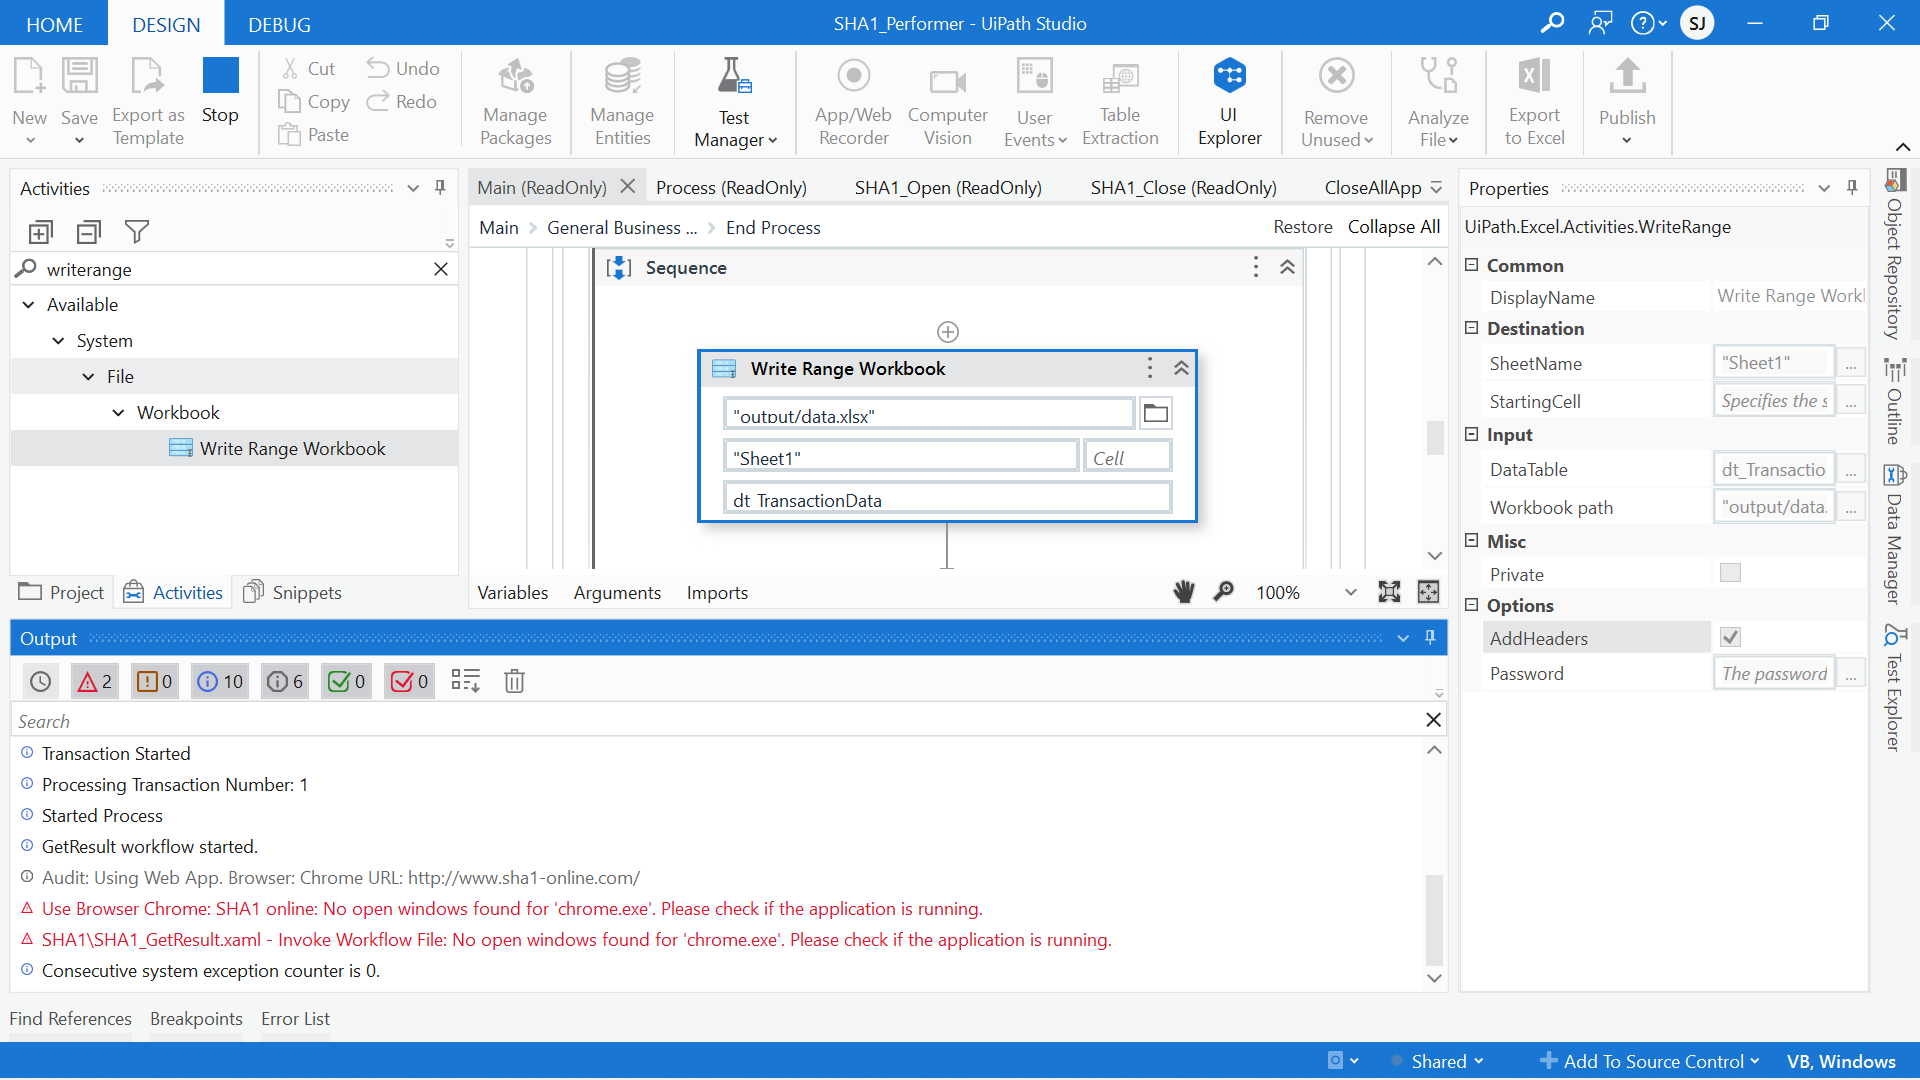 HOME
DESIGN
DEBUG
SHA1_Performer - UiPath Studio
SJ
New
Save
Export as
Template
Stop
Cut
Copy
Paste
Undo
Redo
Manage
Packages
Manage
Entities
Test
Manager
App/Web
Recorder
Computer
Vision
User
Events
Table
Extraction
UI
Explorer
Remove
Unused
Analyze
File
Export
to Excel
Publish
Activities
writerange
Available
System
File
Workbook
Write Range Workbook
Project
Activities
Snippets
Main (ReadOnly)
Process (ReadOnly)
SHA1_Open (ReadOnly)
SHA1_Close (ReadOnly)
CloseAllApp
Main
General Business ...
End Process
Restore
Collapse All
Sequence
Write Range Workbook
"output/data.xlsx"
"Sheet1"
Cell
dt_TransactionData
Variables
Arguments
Imports
100%
Properties
UiPath.Excel.Activities.WriteRange
Common
DisplayName
Write Range Work
Destination
SheetName
"Sheet1"
...
StartingCell
Specifies the s
...
Input
DataTable
dt_Transactio
...
Workbook path
"output/data.
...
Misc
Private
Options
AddHeaders
Password
The password
...
Object Repository
Outline
Data Manager
Test Explorer
Output
2
0
10
6
0
0
Search
Transaction Started
Processing Transaction Number: 1
Started Process
GetResult workflow started.
Audit: Using Web App. Browser: Chrome URL: http://www.sha1-online.com/
Use Browser Chrome: SHA1 online: No open windows found for 'chrome.exe'. Please check if the application is running.
SHA1\SHA1_GetResult.xaml - Invoke Workflow File: No open windows found for 'chrome.exe'. Please check if the application is running.
Consecutive system exception counter is 0.
Find References
Breakpoints
Error List
Shared
Add To Source Control
VB, Windows